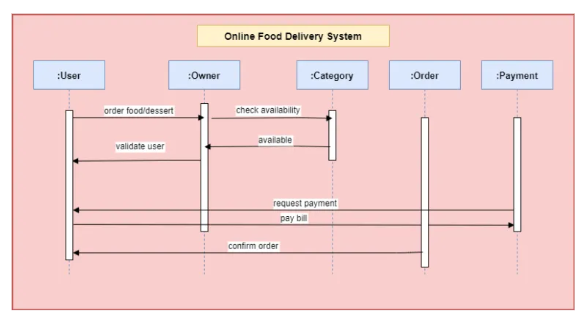 Online Food Delivery System
:User
:Owner
:Category
:Order
:Payment
order food/dessert
check availability
available
validate user
request payment
pay bill
confirm order